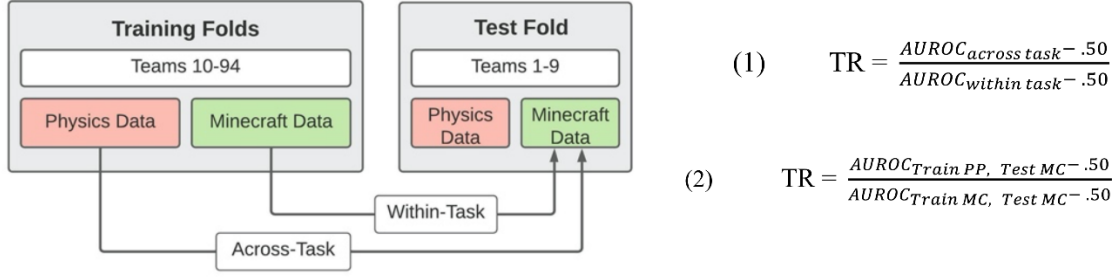 Training Folds
Teams 10-94
Physics Data
Minecraft Data
Test Fold
Teams 1-9
Physics
Data
Minecraft
Data
Within-Task
Across-Task
(1) TR = (AUROC_across task − .50) / (AUROC_within task − .50)
(2) TR = (AUROC_Train PP, Test MC − .50) / (AUROC_Train MC, Test MC − .50)